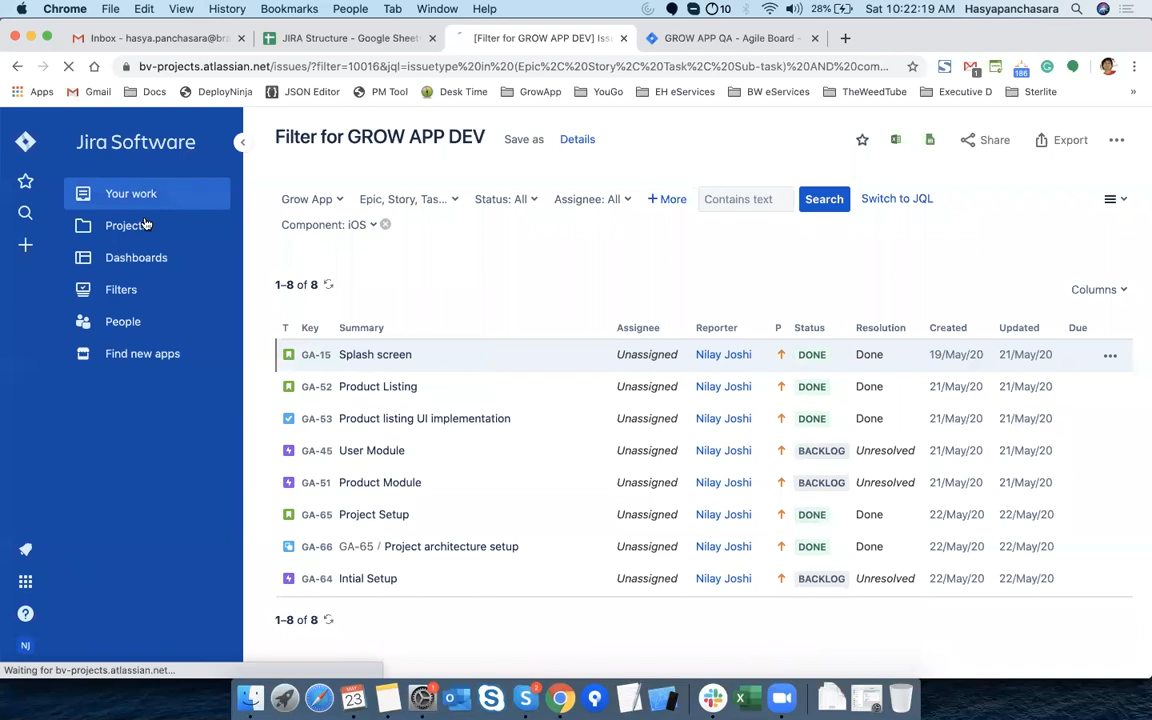 Chrome File Edit View History Bookmarks People Tab Window Help 10 28% Sat 10:22:19 AM Hasyapanchasara
Inbox - hasya.panchasara@bra × JIRA Structure - Google Sheet × [Filter for GROW APP DEV] Iss × GROW APP QA - Agile Board - × +
bv-projects.atlassian.net/issues/?filter=10016&jql=issuetype%20in%20(Epic%2C%20Story%2C%20Task%2C%20Sub-task)%20AND%20com... 1 186
Apps Gmail Docs DeployNinja JSON Editor PM Tool Desk Time GrowApp YouGo EH eServices BW eServices TheWeedTube Executive D Sterlite »
Jira Software
Your work
Projects
Dashboards
Filters
People
Find new apps
NJ
Filter for GROW APP DEV Save as Details Share Export
Grow App Epic, Story, Tas... Status: All Assignee: All + More Contains text Search Switch to JQL
Component: iOS
1–8 of 8
Columns
T Key Summary Assignee Reporter P Status Resolution Created Updated Due
GA-15 Splash screen Unassigned Nilay Joshi DONE Done 19/May/20 21/May/20
GA-52 Product Listing Unassigned Nilay Joshi DONE Done 21/May/20 21/May/20
GA-53 Product listing UI implementation Unassigned Nilay Joshi DONE Done 21/May/20 21/May/20
GA-45 User Module Unassigned Nilay Joshi BACKLOG Unresolved 21/May/20 21/May/20
GA-51 Product Module Unassigned Nilay Joshi BACKLOG Unresolved 21/May/20 21/May/20
GA-65 Project Setup Unassigned Nilay Joshi DONE Done 22/May/20 22/May/20
GA-66 GA-65 / Project architecture setup Unassigned Nilay Joshi DONE Done 22/May/20 22/May/20
GA-64 Intial Setup Unassigned Nilay Joshi BACKLOG Unresolved 22/May/20 22/May/20
1–8 of 8
Waiting for bv-projects.atlassian.net...
MAY 23 1 2